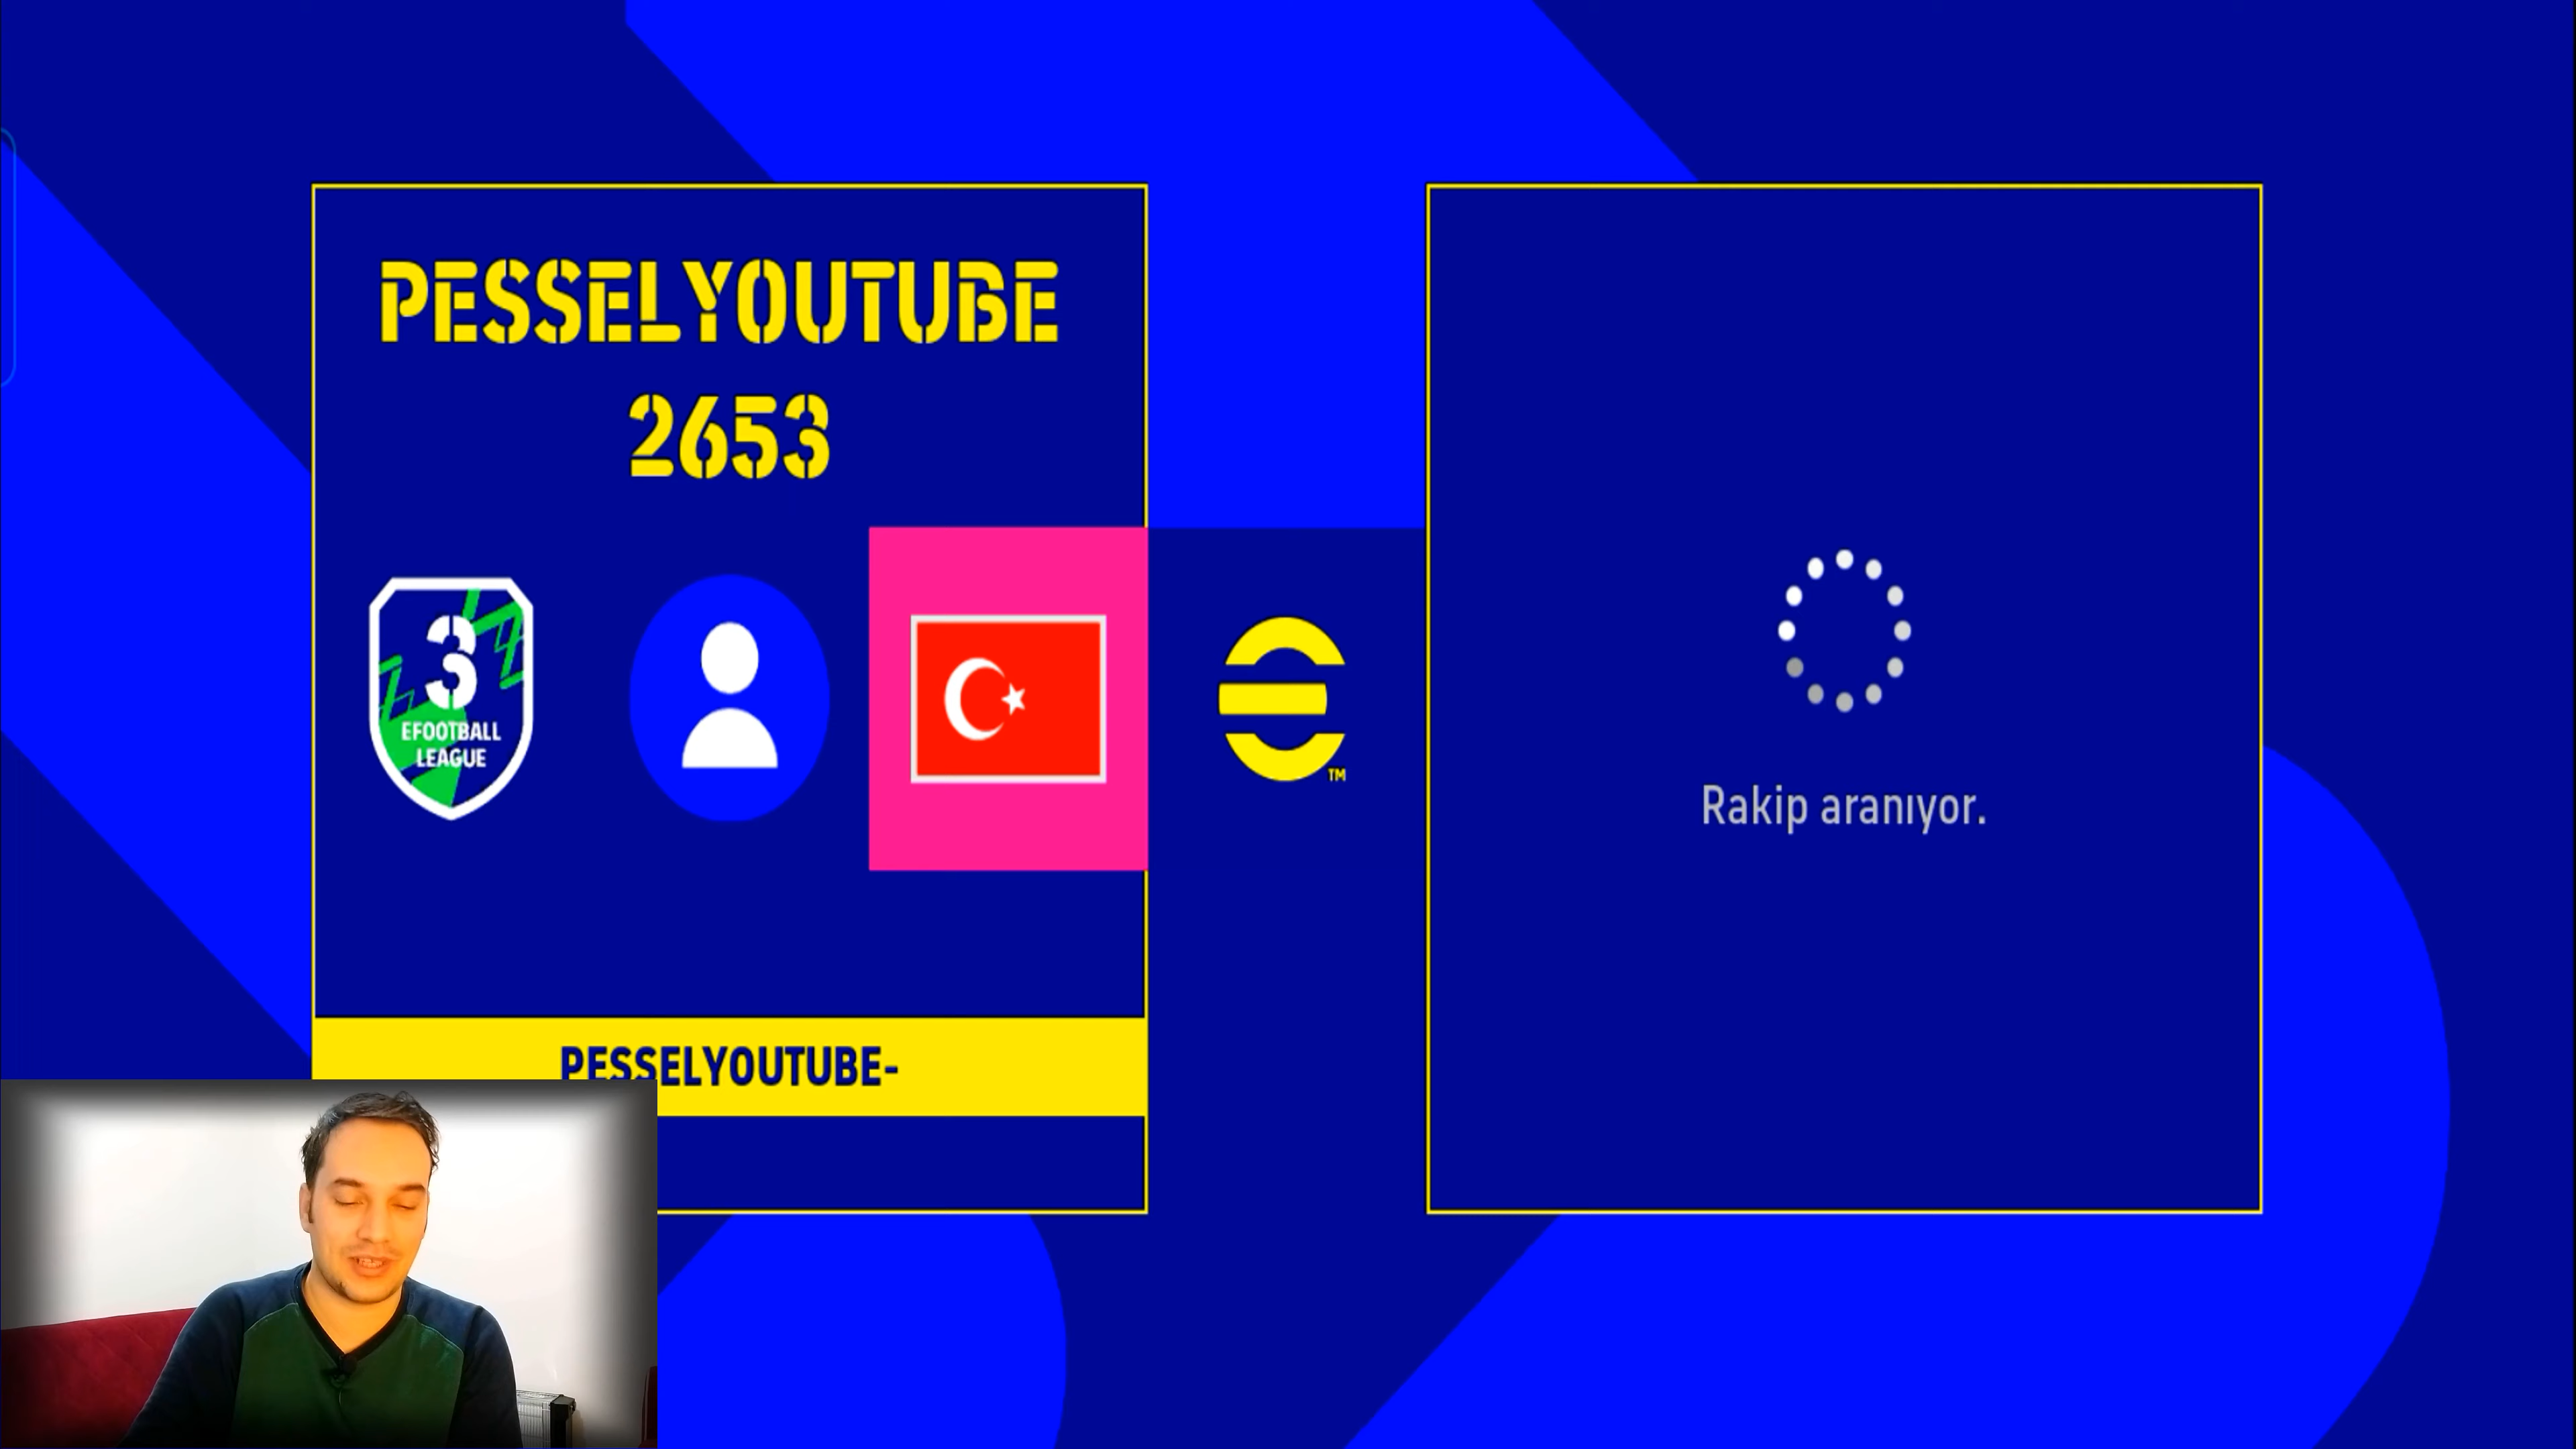 PESSELYOUTUBE
2653
3
EFOOTBALL
LEAGUE
TM
Rakip aranıyor.
PESSELYOUTUBE-